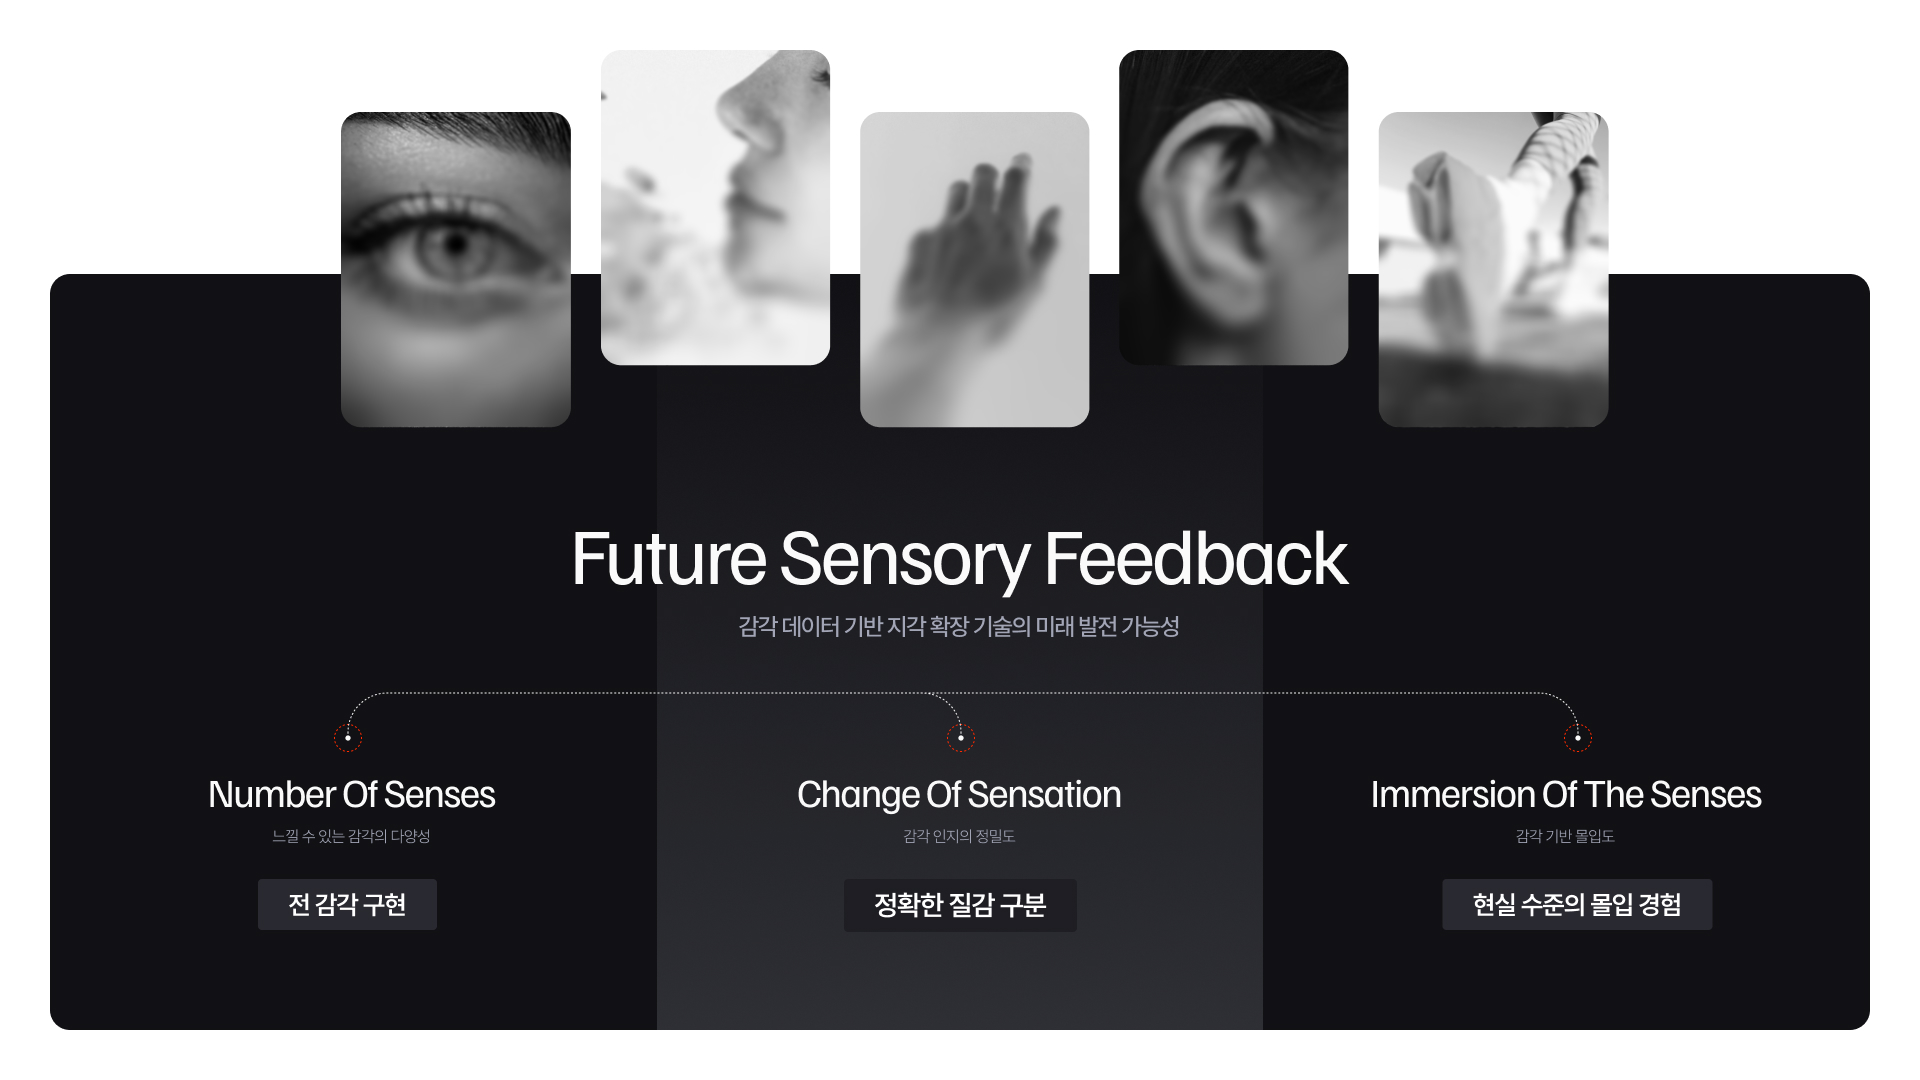 Future Sensory Feedback
감각 데이터 기반 지각 확장 기술의 미래 발전 가능성
Number Of Senses
느낄 수 있는 감각의 다양성
전 감각 구현
Change Of Sensation
감각 인지의 정밀도
정확한 질감 구분
Immersion Of The Senses
감각 기반 몰입도
현실 수준의 몰입 경험